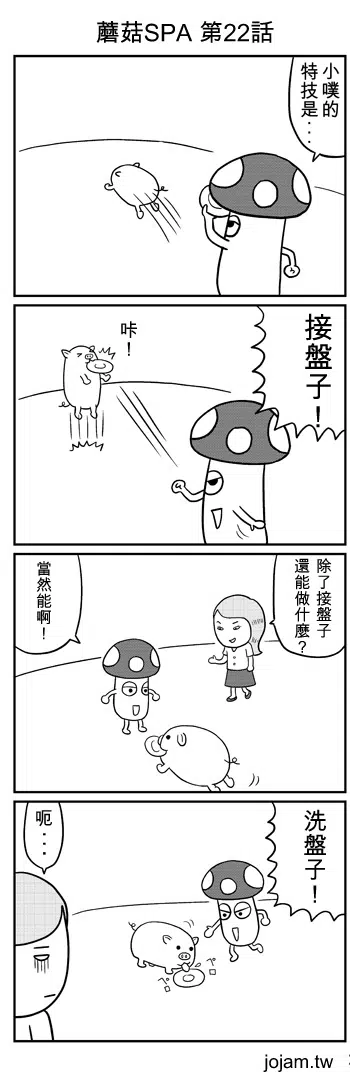 蘑菇SPA 第22話
小噗的
特技是...
接盤子!
咔!
除了接盤子
還能做什麼?
當然能啊!
洗盤子!
呃...
jojam.tw